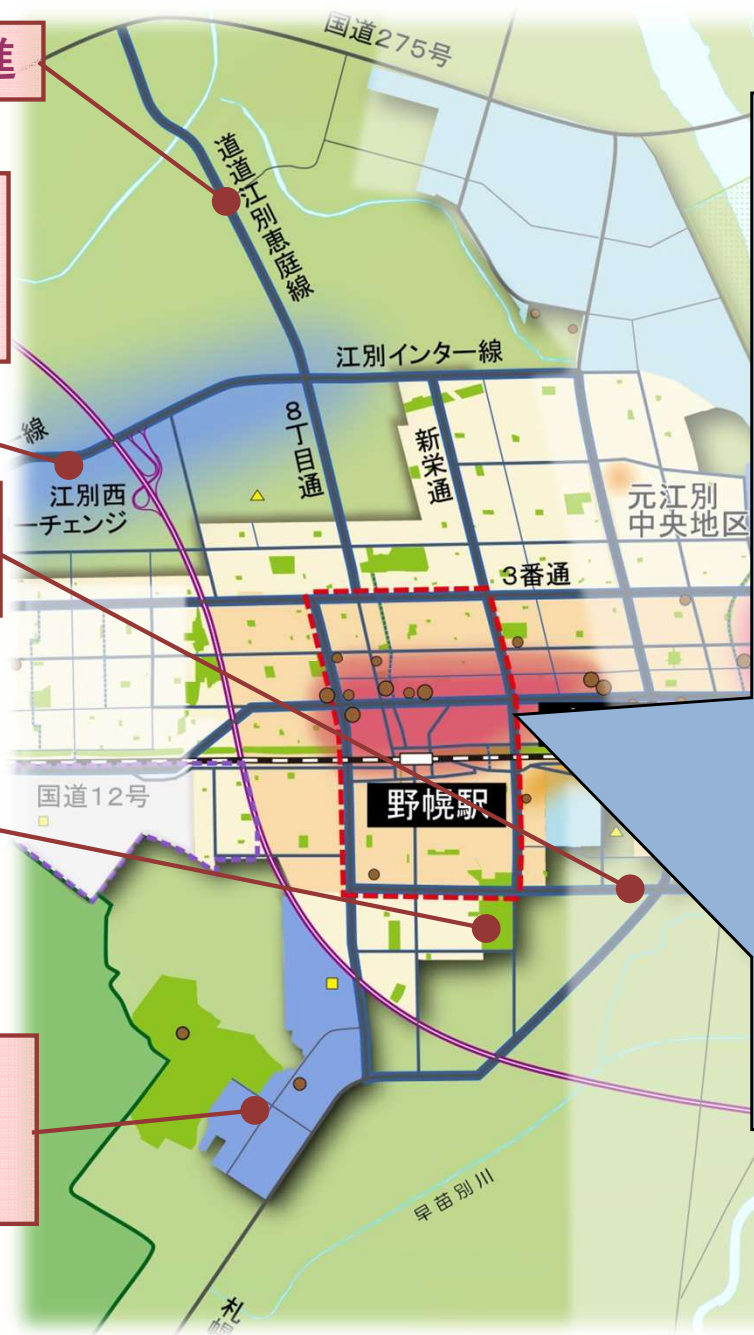 国道275号
進
道道江別恵庭線
江別インター線
線
8丁目通
新栄通
江別西
ーチェンジ
元江別
中央地区
3番通
国道12号
野幌駅
早苗別川
札